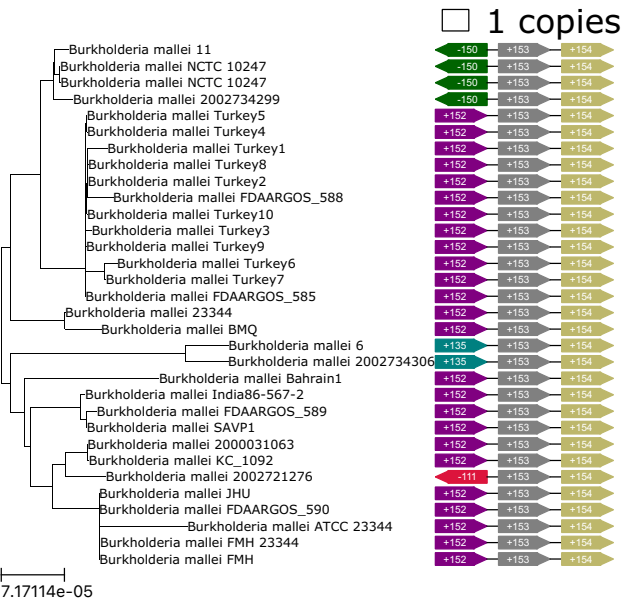 1 copies
Burkholderia mallei 11 -150 +153 +154
Burkholderia mallei NCTC 10247 -150 +153 +154
Burkholderia mallei NCTC 10247 -150 +153 +154
Burkholderia mallei 2002734299 -150 +153 +154
Burkholderia mallei Turkey5 +152 +153 +154
Burkholderia mallei Turkey4 +152 +153 +154
Burkholderia mallei Turkey1 +152 +153 +154
Burkholderia mallei Turkey8 +152 +153 +154
Burkholderia mallei Turkey2 +152 +153 +154
Burkholderia mallei FDAARGOS_588 +152 +153 +154
Burkholderia mallei Turkey10 +152 +153 +154
Burkholderia mallei Turkey3 +152 +153 +154
Burkholderia mallei Turkey9 +152 +153 +154
Burkholderia mallei Turkey6 +152 +153 +154
Burkholderia mallei Turkey7 +152 +153 +154
Burkholderia mallei FDAARGOS_585 +152 +153 +154
Burkholderia mallei 23344 +152 +153 +154
Burkholderia mallei BMQ +152 +153 +154
Burkholderia mallei 6 +135 +153 +154
Burkholderia mallei 2002734306 +135 +153 +154
Burkholderia mallei Bahrain1 +152 +153 +154
Burkholderia mallei India86-567-2 +152 +153 +154
Burkholderia mallei FDAARGOS_589 +152 +153 +154
Burkholderia mallei SAVP1 +152 +153 +154
Burkholderia mallei 2000031063 +152 +153 +154
Burkholderia mallei KC_1092 +152 +153 +154
Burkholderia mallei 2002721276 -111 +153 +154
Burkholderia mallei JHU +152 +153 +154
Burkholderia mallei FDAARGOS_590 +152 +153 +154
Burkholderia mallei ATCC 23344 +152 +153 +154
Burkholderia mallei FMH 23344 +152 +153 +154
Burkholderia mallei FMH +152 +153 +154
7.17114e-05